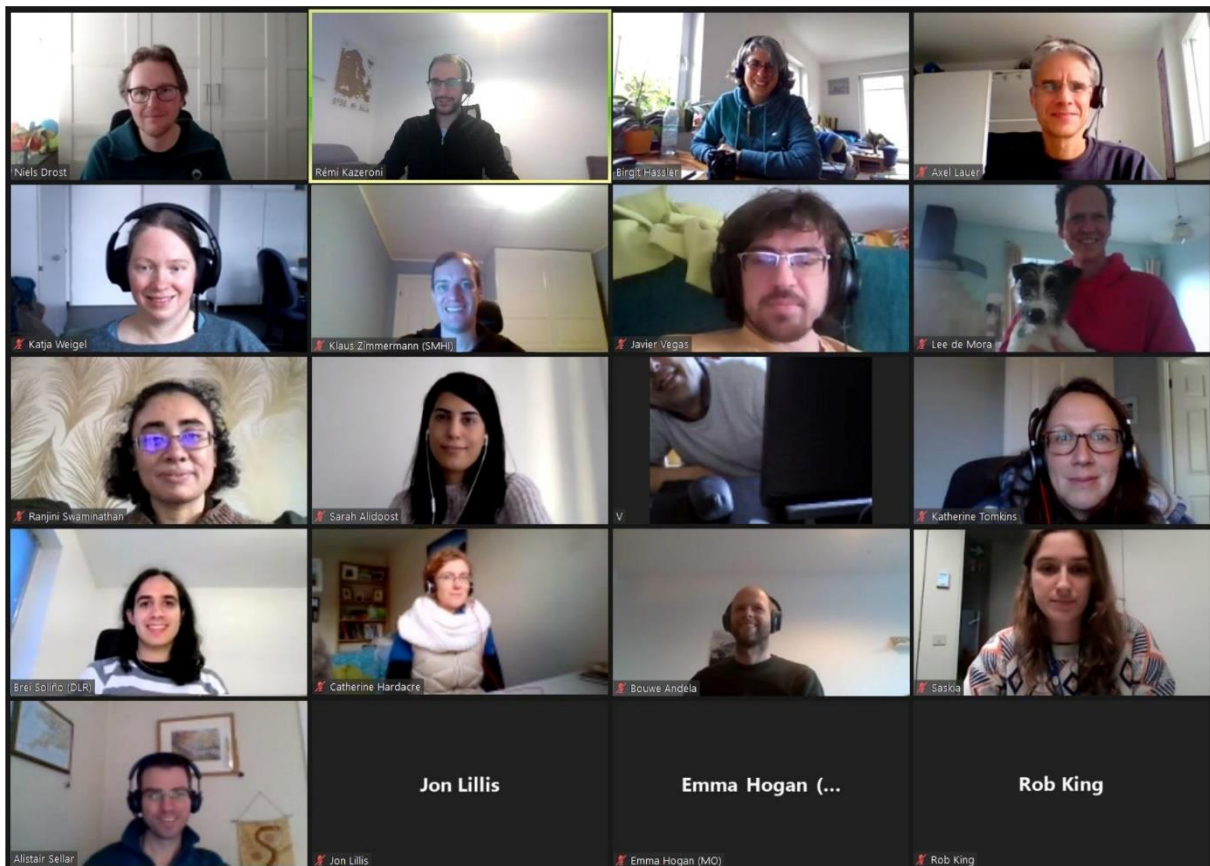 Niels Drost
Rémi Kazeroni
Birgit Hassler
Axel Lauer
Katja Weigel
Klaus Zimmermann (SMHI)
Javier Vegas
Lee de Mora
Ranjini Swaminathan
Sarah Alidoost
V
Katherine Tomkins
Brei Soliño (DLR)
Catherine Hardacre
Bouwe Andela
Saskia
Jon Lillis
Emma Hogan (...
Rob King
Alistair Sellar
Jon Lillis
Emma Hogan (MO)
Rob King